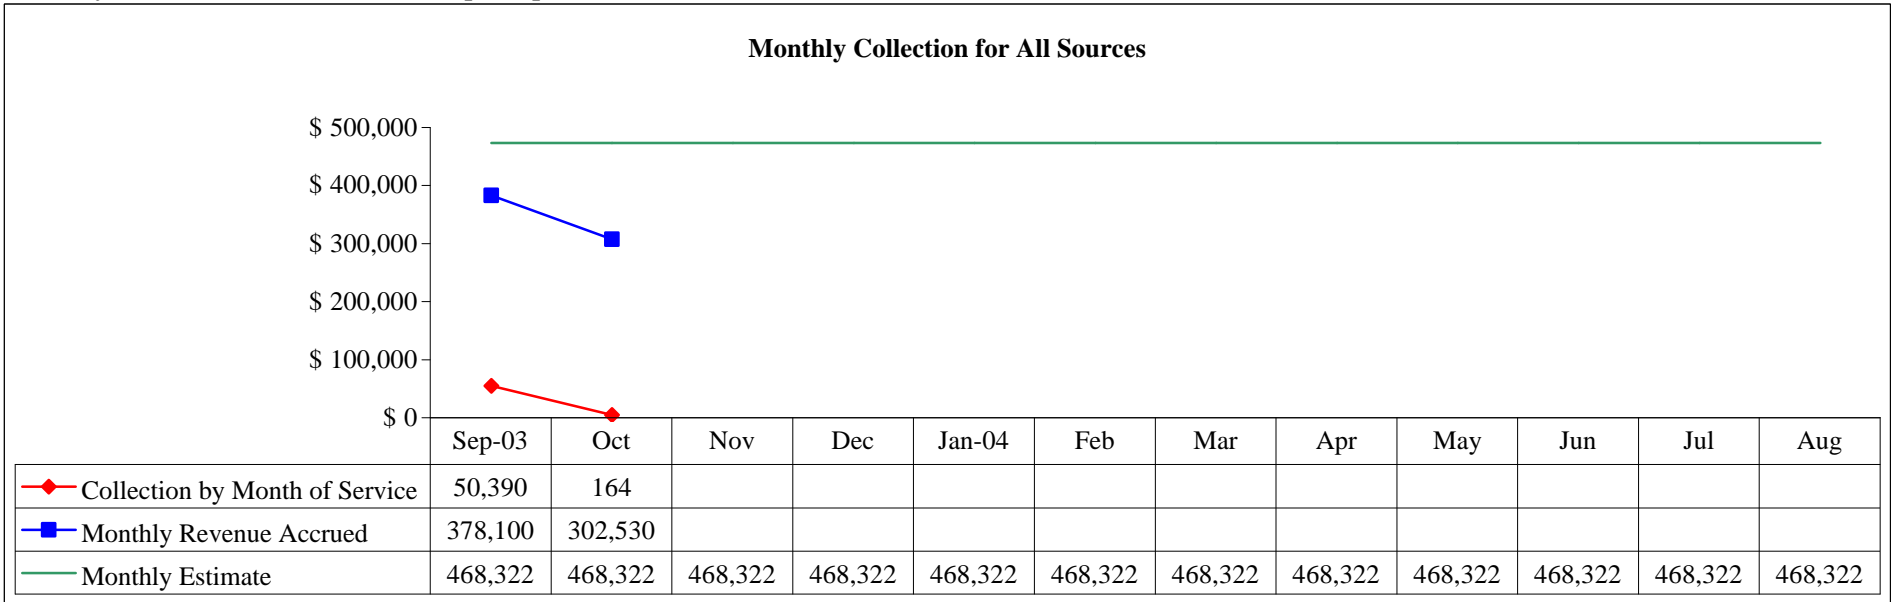 Monthly Collection for All Sources
$ 500,000
$ 400,000
$ 300,000
$ 200,000
$ 100,000
$ 0
Sep-03 Oct Nov Dec Jan-04 Feb Mar Apr May Jun Jul Aug
Collection by Month of Service 50,390 164
Monthly Revenue Accrued 378,100 302,530
Monthly Estimate 468,322 468,322 468,322 468,322 468,322 468,322 468,322 468,322 468,322 468,322 468,322 468,322